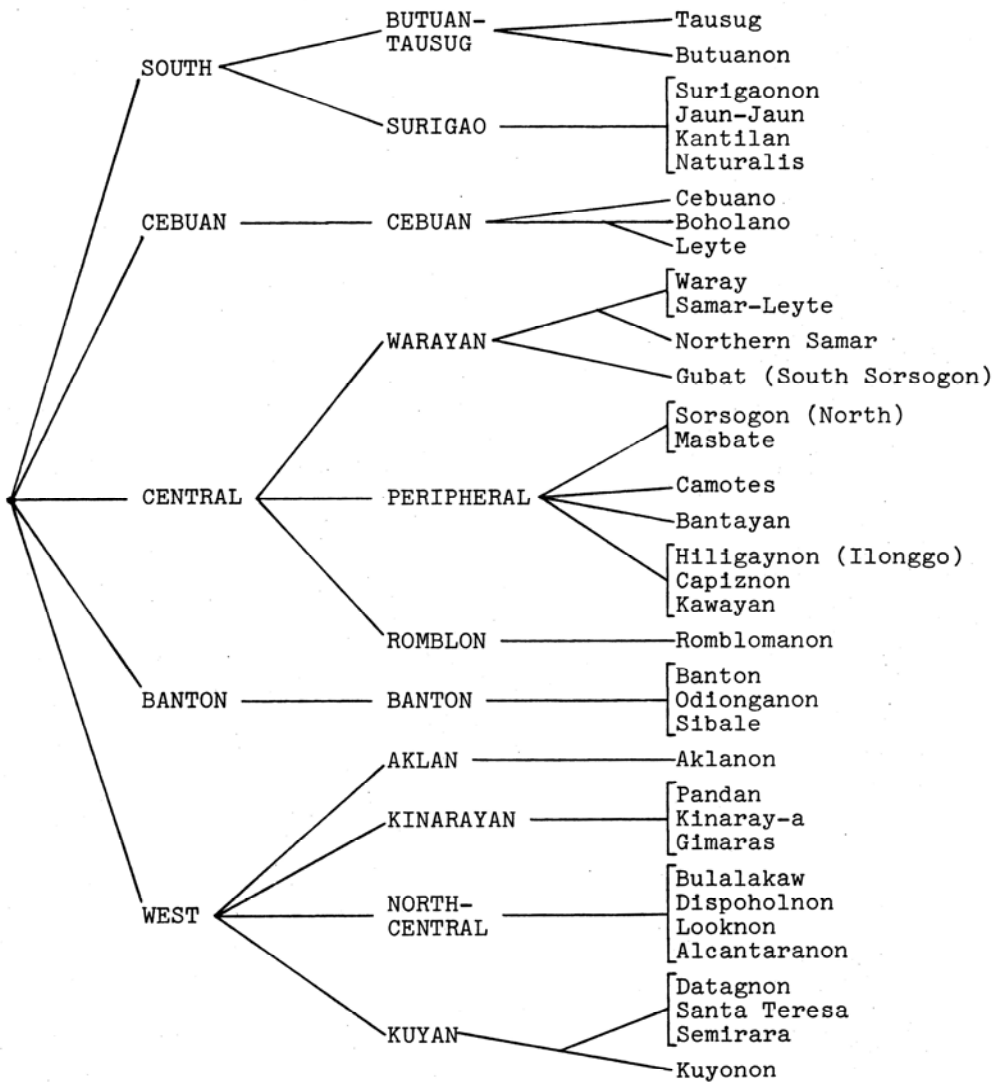 BUTUAN-
TAUSUG
Tausug
Butuanon
SOUTH
SURIGAO
Surigaonon
Jaun-Jaun
Kantilan
Naturalis
CEBUAN
CEBUAN
Cebuano
Boholano
Leyte
WARAYAN
Waray
Samar-Leyte
Northern Samar
Gubat (South Sorsogon)
CENTRAL
PERIPHERAL
Sorsogon (North)
Masbate
Camotes
Bantayan
Hiligaynon (Ilonggo)
Capiznon
Kawayan
ROMBLON
Romblomanon
BANTON
BANTON
Banton
Odionganon
Sibale
AKLAN
Aklanon
KINARAYAN
Pandan
Kinaray-a
Gimaras
WEST
NORTH-
CENTRAL
Bulalakaw
Dispoholnon
Looknon
Alcantaranon
KUYAN
Datagnon
Santa Teresa
Semirara
Kuyonon